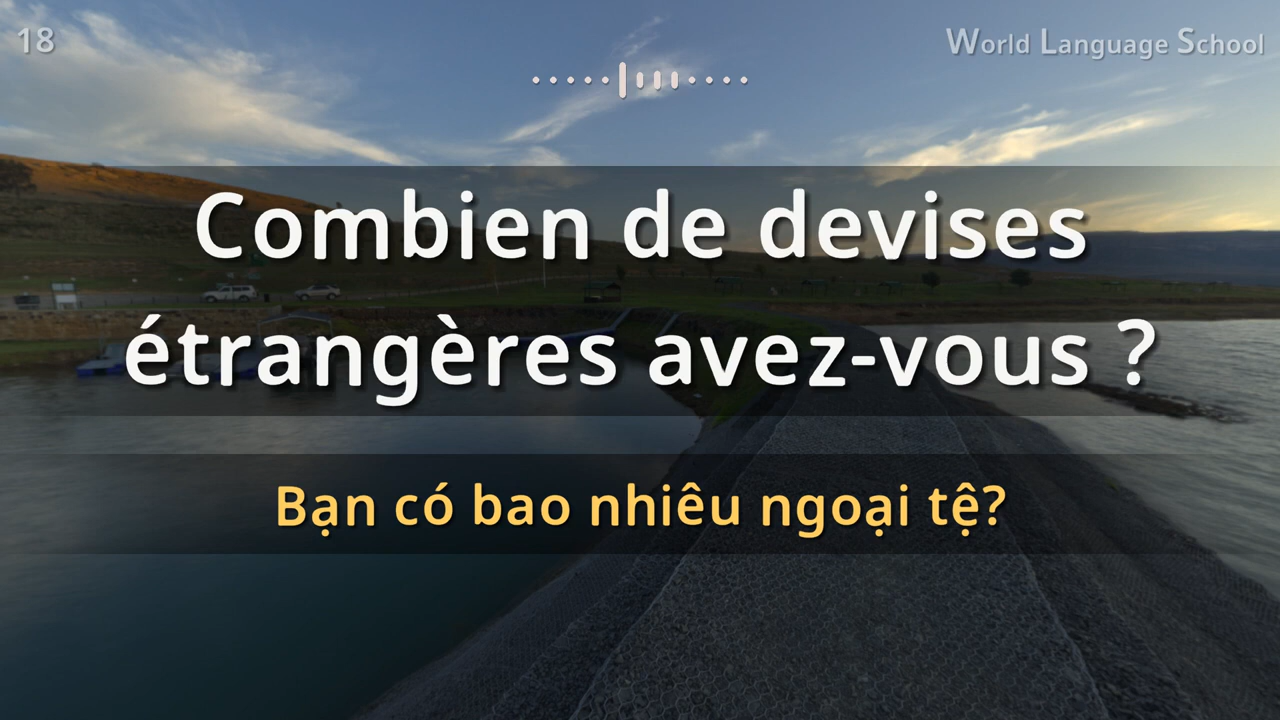 18
World Language School
Combien de devises
étrangères avez-vous ?
Bạn có bao nhiêu ngoại tệ?